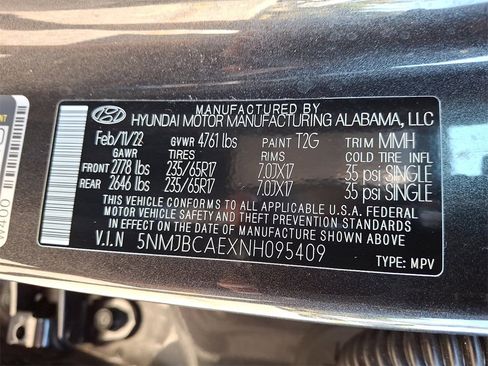 MANUFACTURED BY
HYUNDAI MOTOR MANUFACTURING ALABAMA, LLC
Feb/11/22 GVWR 4761 lbs PAINT T2G TRIM MMH
GAWR TIRES RIMS COLD TIRE INFL
FRONT 2778 lbs 235/65R17 7.0JX17 35 psi SINGLE
REAR 2646 lbs 235/65R17 7.0JX17 35 psi SINGLE
THIS VEHICLE CONFORMS TO ALL APPLICABLE U.S.A. FEDERAL
MOTOR VEHICLE SAFETY AND THEFT PREVENTION STANDARDS
IN EFFECT ON THE DATE OF MANUFACTURE SHOWN ABOVE.
V.I.N 5NMJBCAEXNH095409
TYPE: MPV